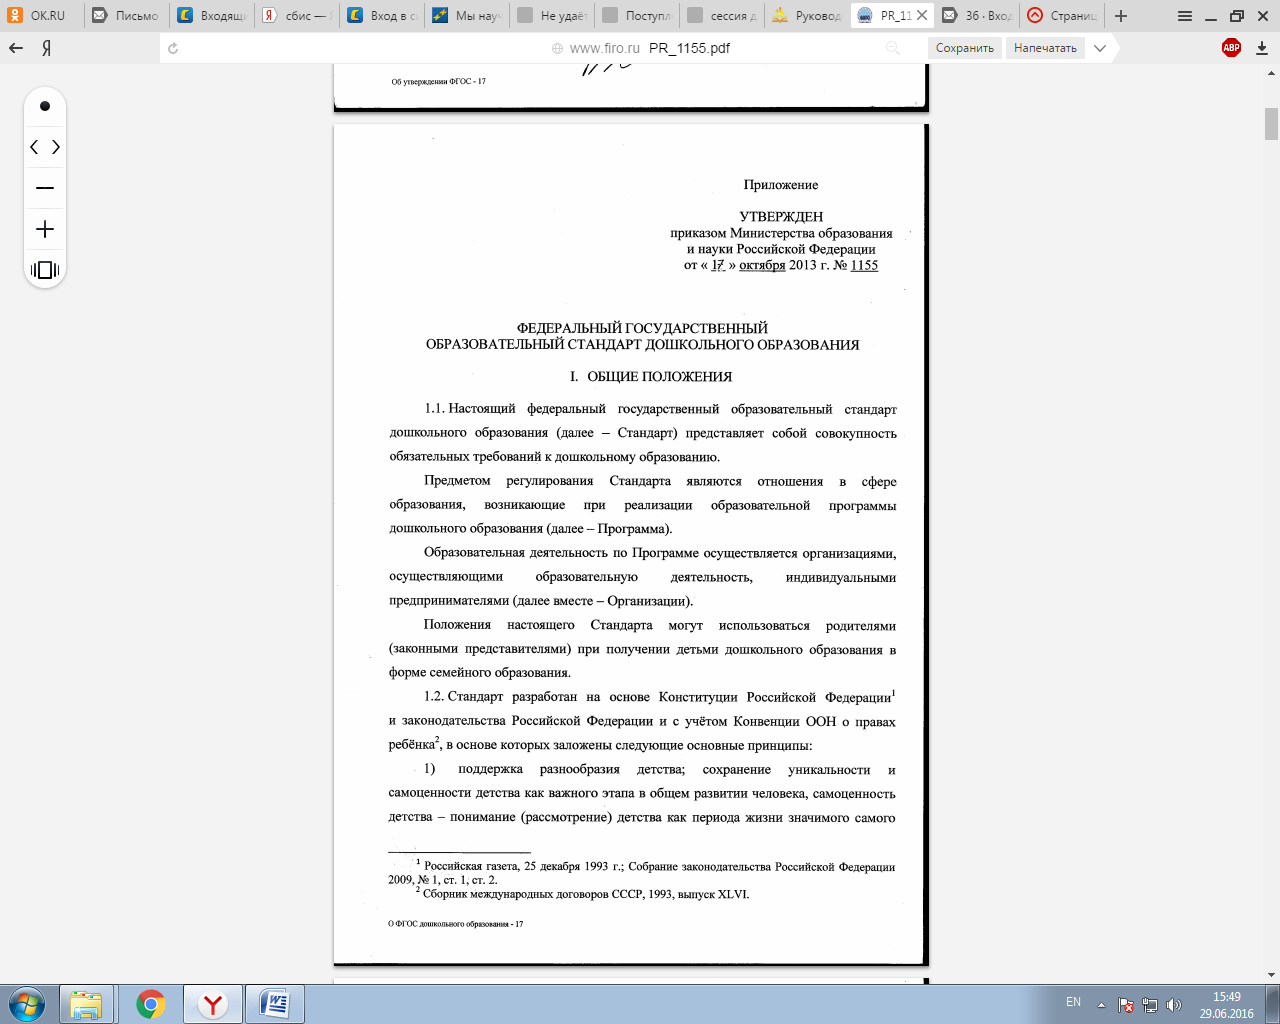 OK.RU
Письмо
Входящи
сбис — Я
Вход в си
Мы науч
Не удаёт
Поступл
сессия д
Руковод
PR_11
36 · Вход
Страниц
www.firo.ru PR_1155.pdf
Сохранить
Напечатать
ABP
Об утверждении ФГОС - 17
Приложение
УТВЕРЖДЕН
приказом Министерства образования
и науки Российской Федерации
от « 17 » октября 2013 г. № 1155
ФЕДЕРАЛЬНЫЙ ГОСУДАРСТВЕННЫЙ
ОБРАЗОВАТЕЛЬНЫЙ СТАНДАРТ ДОШКОЛЬНОГО ОБРАЗОВАНИЯ
I. ОБЩИЕ ПОЛОЖЕНИЯ
1.1. Настоящий федеральный государственный образовательный стандарт
дошкольного образования (далее – Стандарт) представляет собой совокупность
обязательных требований к дошкольному образованию.
Предметом регулирования Стандарта являются отношения в сфере
образования, возникающие при реализации образовательной программы
дошкольного образования (далее – Программа).
Образовательная деятельность по Программе осуществляется организациями,
осуществляющими образовательную деятельность, индивидуальными
предпринимателями (далее вместе – Организации).
Положения настоящего Стандарта могут использоваться родителями
(законными представителями) при получении детьми дошкольного образования в
форме семейного образования.
1.2. Стандарт разработан на основе Конституции Российской Федерации1
и законодательства Российской Федерации и с учётом Конвенции ООН о правах
ребёнка2, в основе которых заложены следующие основные принципы:
1) поддержка разнообразия детства; сохранение уникальности и
самоценности детства как важного этапа в общем развитии человека, самоценность
детства – понимание (рассмотрение) детства как периода жизни значимого самого
1 Российская газета, 25 декабря 1993 г.; Собрание законодательства Российской Федерации
2009, № 1, ст. 1, ст. 2.
2 Сборник международных договоров СССР, 1993, выпуск XLVI.
О ФГОС дошкольного образования - 17
EN
15:49
29.06.2016